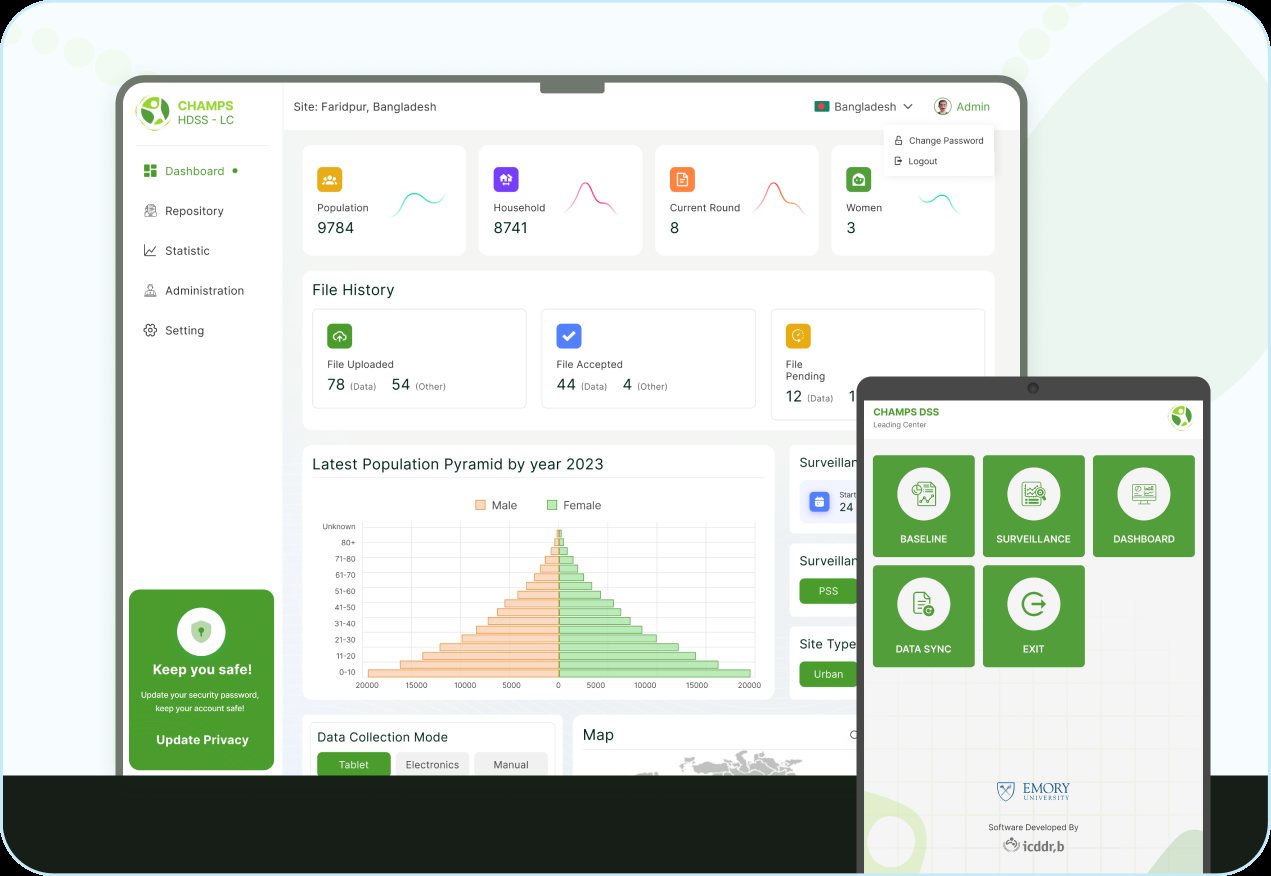 CHAMPS
HDSS - LC
Site: Faridpur, Bangladesh
Bangladesh
Admin
Change Password
Logout
Dashboard
Repository
Statistic
Administration
Setting
Population
9784
Household
8741
Current Round
8
Women
3
File History
File Uploaded
78 (Data) 54 (Other)
File Accepted
44 (Data) 4 (Other)
File
Pending
12 (Data) 1
Latest Population Pyramid by year 2023
Male Female
Unknown
80+
71-80
61-70
51-60
41-50
31-40
21-30
11-20
0-10
20000 15000 10000 5000 0 5000 10000 15000 20000
Start
24
PSS
Site Type
Urban
Keep you safe!
Update your security password,
keep your account safe!
Update Privacy
Data Collection Mode
Tablet Electronics Manual
Map
CHAMPS DSS
Leading Center
BASELINE
SURVEILLANCE
DASHBOARD
DATA SYNC
EXIT
EMORY
UNIVERSITY
Software Developed By
icddr,b